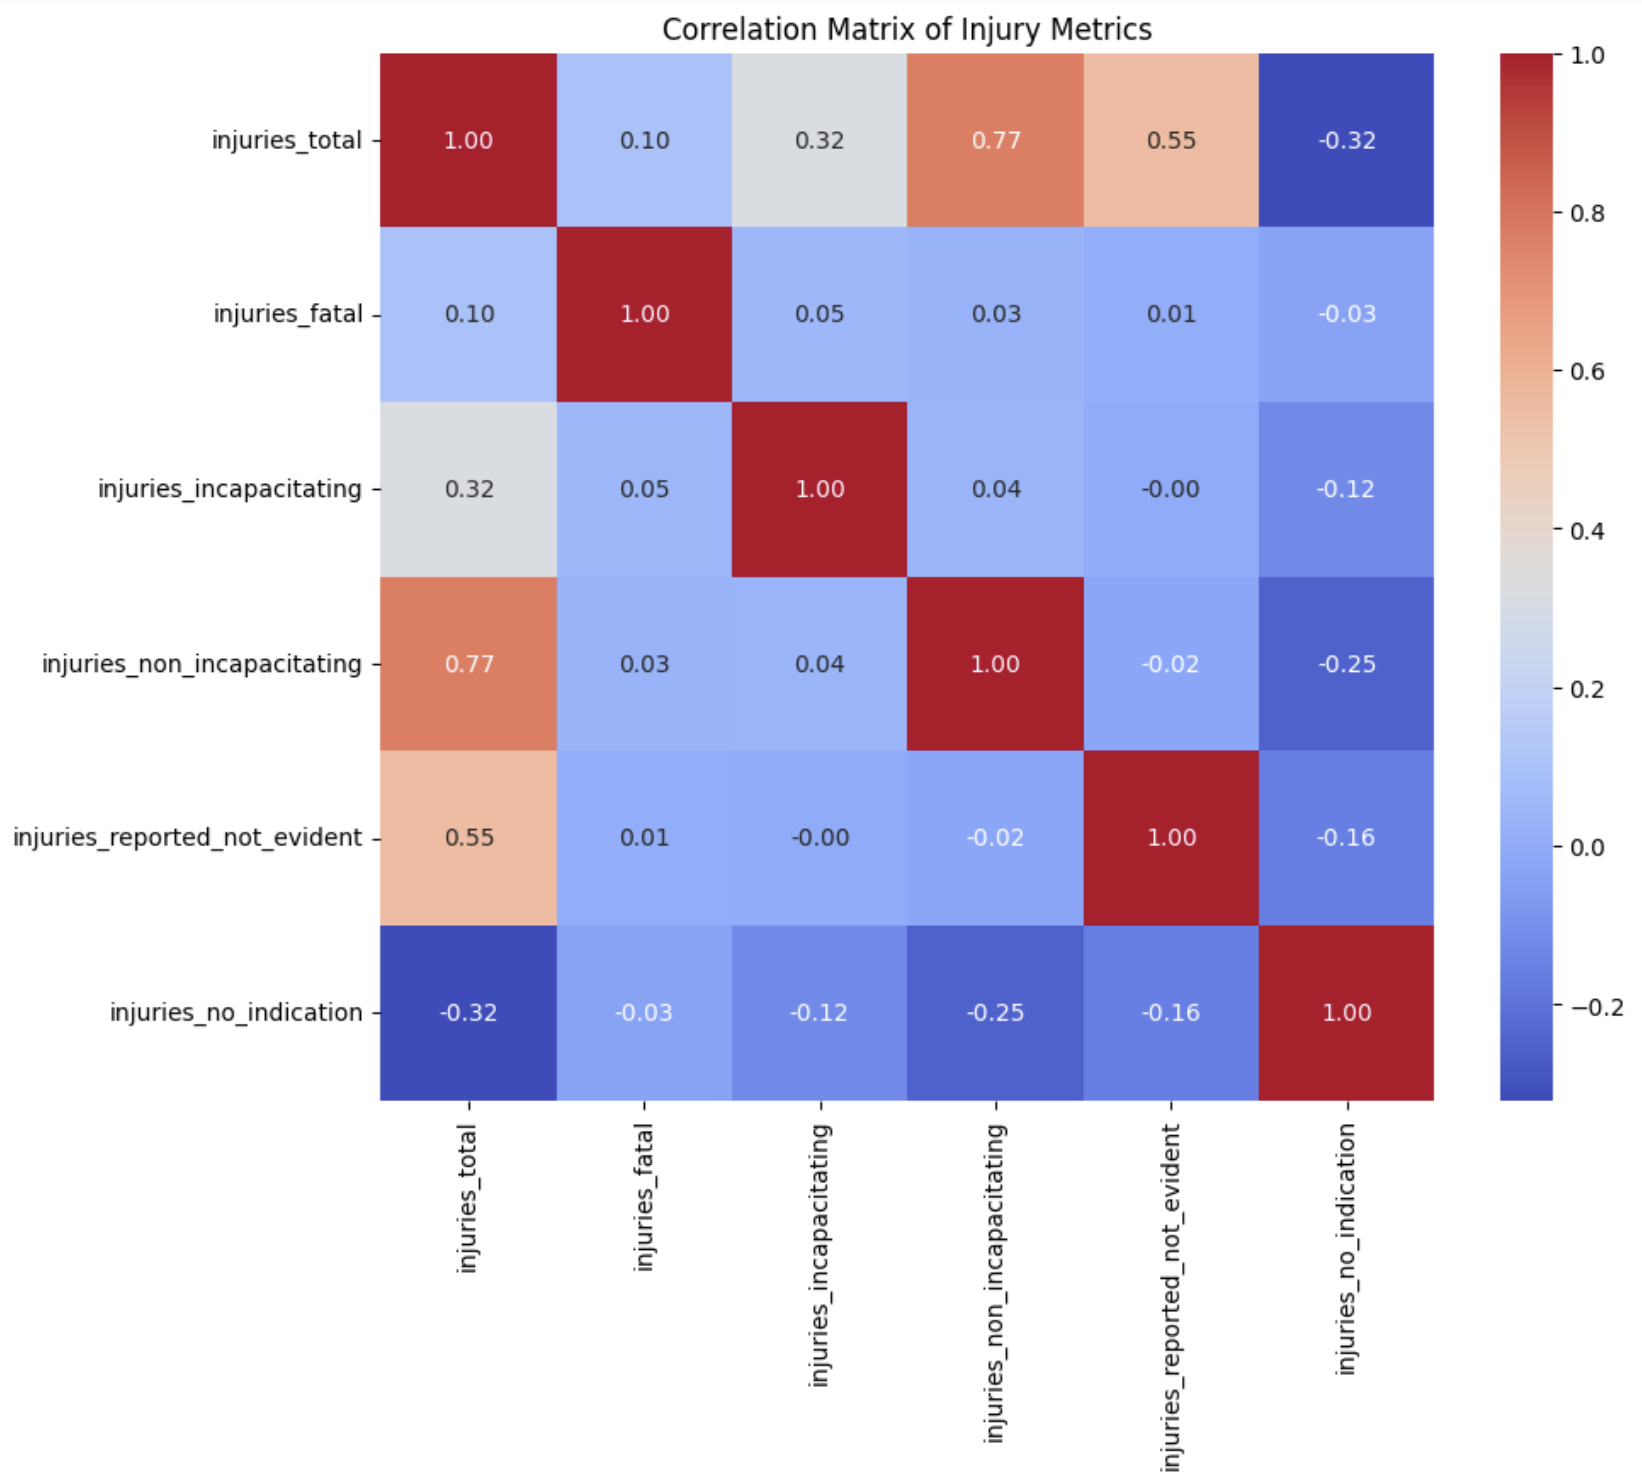 Correlation Matrix of Injury Metrics
injuries_total 1.00 0.10 0.32 0.77 0.55 -0.32
injuries_fatal 0.10 1.00 0.05 0.03 0.01 -0.03
injuries_incapacitating 0.32 0.05 1.00 0.04 -0.00 -0.12
injuries_non_incapacitating 0.77 0.03 0.04 1.00 -0.02 -0.25
injuries_reported_not_evident 0.55 0.01 -0.00 -0.02 1.00 -0.16
injuries_no_indication -0.32 -0.03 -0.12 -0.25 -0.16 1.00
injuries_total
injuries_fatal
injuries_incapacitating
injuries_non_incapacitating
injuries_reported_not_evident
injuries_no_indication
1.0
0.8
0.6
0.4
0.2
0.0
−0.2